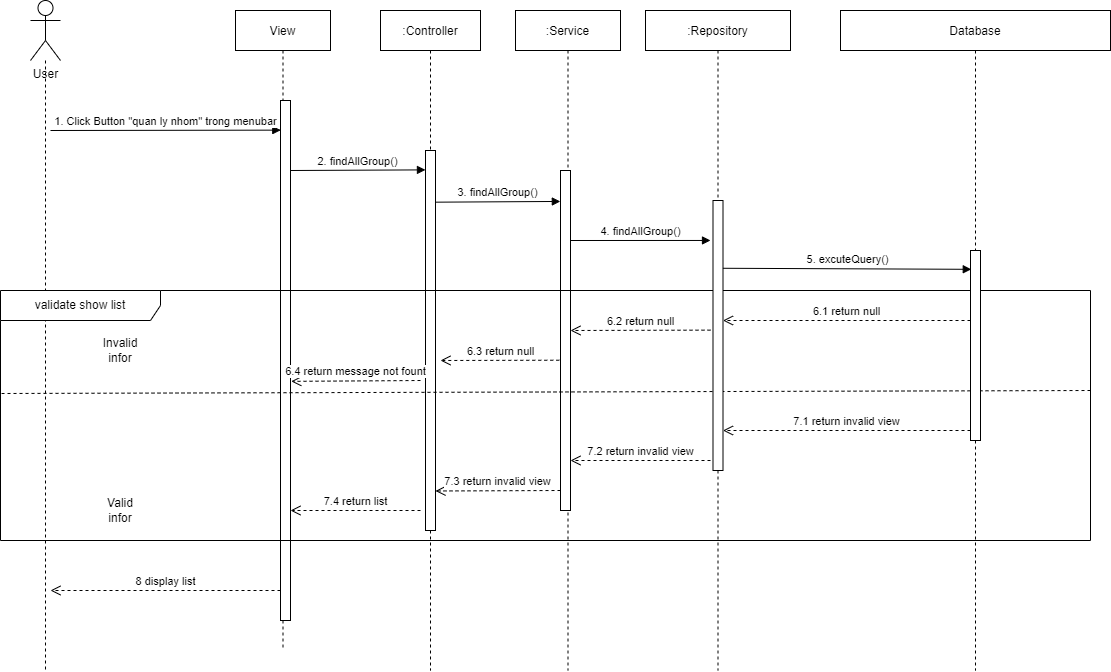 View
:Controller
:Service
:Repository
Database
User
1. Click Button "quan ly nhom" trong menubar
2. findAllGroup()
3. findAllGroup()
4. findAllGroup()
5. excuteQuery()
validate show list
6.1 return null
6.2 return null
Invalid
infor
6.3 return null
6.4 return message not fount
7.1 return invalid view
7.2 return invalid view
7.3 return invalid view
7.4 return list
Valid
infor
8 display list